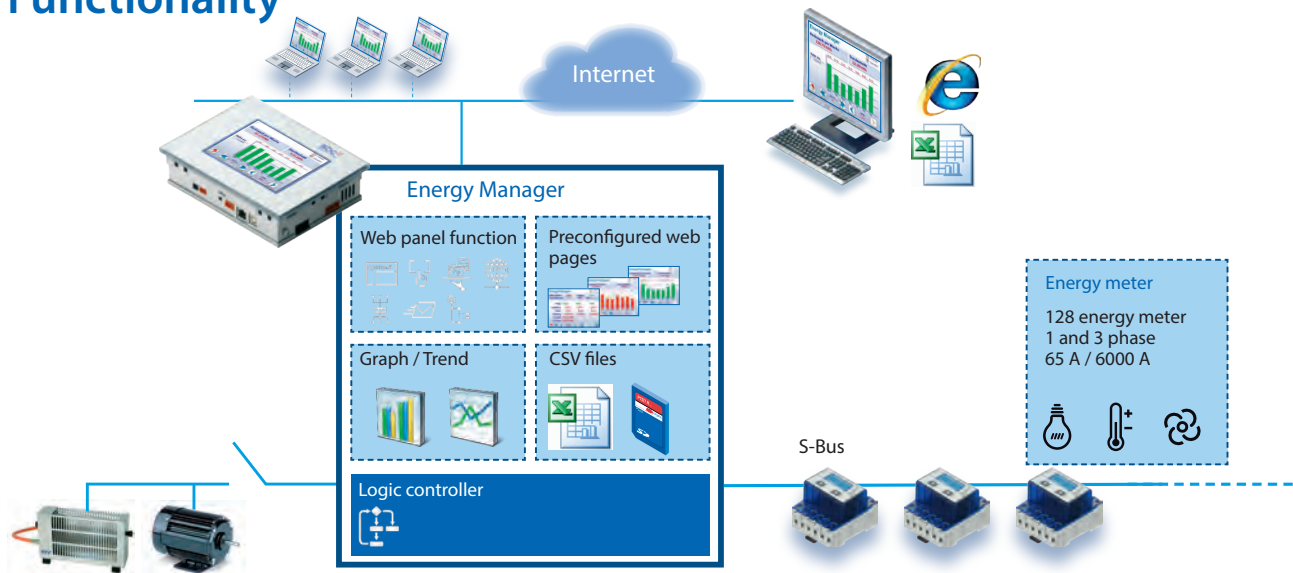 Functionality
Internet
Energy Manager
Web panel function
Preconfigured web
pages
Graph / Trend
CSV files
Logic controller
Energy meter
128 energy meter
1 and 3 phase
65 A / 6000 A
S-Bus